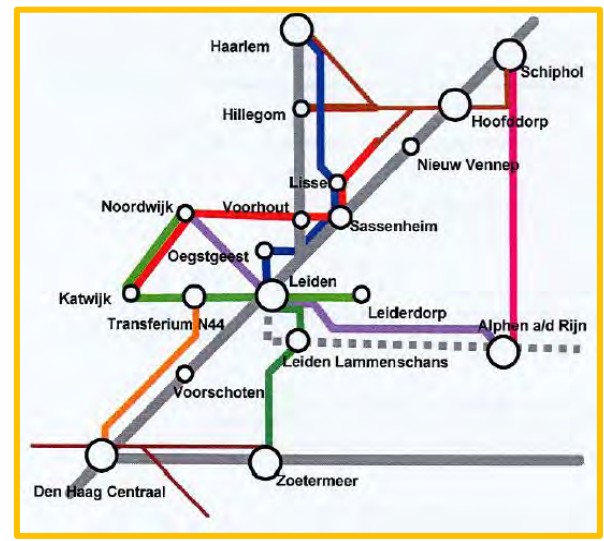 Haarlem
Schiphol
Hillegom
Hoofddorp
Nieuw Vennep
Lisse
Noordwijk
Voorhout
Sassenheim
Oegstgeest
Leiden
Katwijk
Leiderdorp
Transferium N44
Alphen a/d Rijn
Leiden Lammenschans
Voorschoten
Den Haag Centraal
Zoetermeer